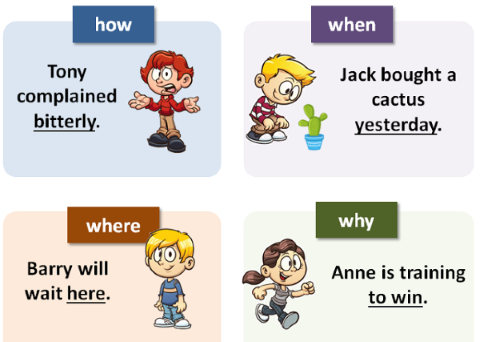 how
Tony
complained
bitterly.
when
Jack bought a
cactus
yesterday.
where
Barry will
wait here.
why
Anne is training
to win.